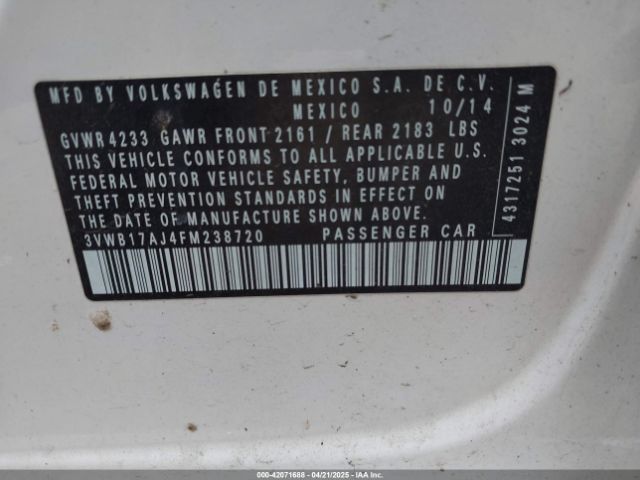 MFD BY VOLKSWAGEN DE MEXICO S.A. DE C.V.
MEXICO 10/14
GVWR 4233 GAWR FRONT 2161 / REAR 2183 LBS
THIS VEHICLE CONFORMS TO ALL APPLICABLE U.S.
FEDERAL MOTOR VEHICLE SAFETY, BUMPER AND
THEFT PREVENTION STANDARDS IN EFFECT ON
THE DATE OF MANUFACTURE SHOWN ABOVE.
3VWB17AJ4FM238720 PASSENGER CAR
4317251 3024 M
000-42071688 04/21/2025 IAA Inc.